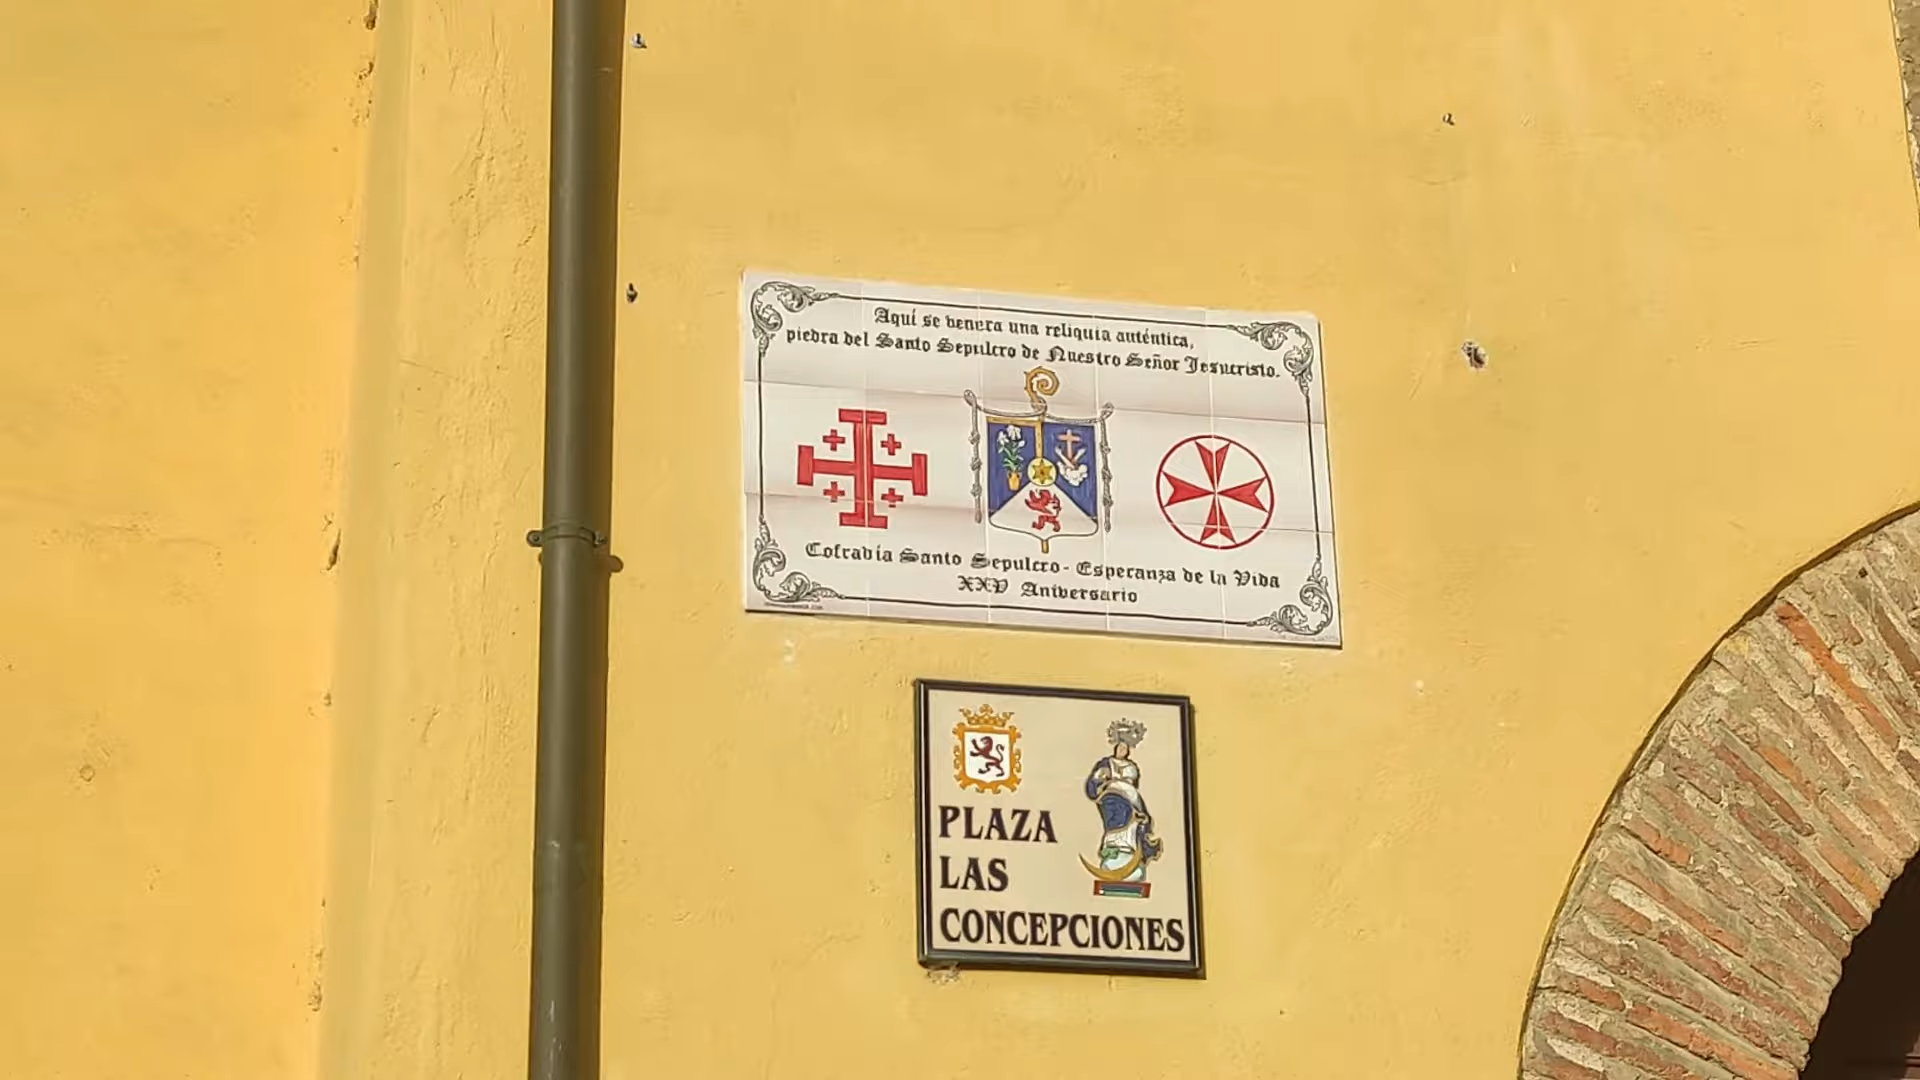 Aquí se venera una reliquia auténtica,
piedra del Santo Sepulcro de Nuestro Señor Jesucristo.
Cofradía Santo Sepulcro - Esperanza de la Vida
XXV Aniversario
PLAZA
LAS
CONCEPCIONES